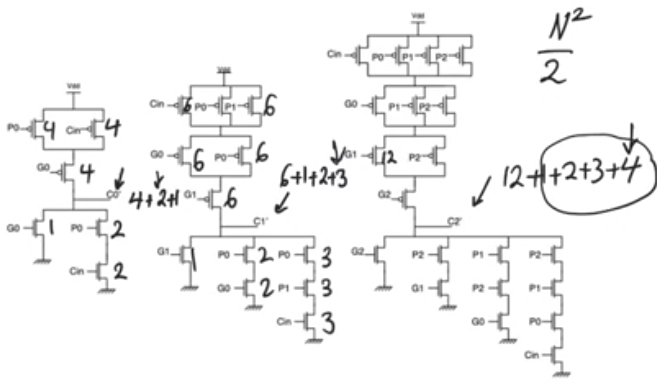 Vdd
N²
2
Cin P0 P1 P2
Vdd
Vdd
Cin 6 P0 P1 6
G0 P1 P2
P0 4 Cin 4
G0 6 P0 6
6+1+2+3
G1 12 P2
12+1+2+3+4
G0 4
C0' 4+2+1
G1 6
G2
C1'
C2'
G0 1 P0 2
G1 1 P0 2 P0 3
G2 P2 P1 P2
Cin 2
G0 2 P1 3
G1 P2 P1
Cin 3
G0 P0
Cin